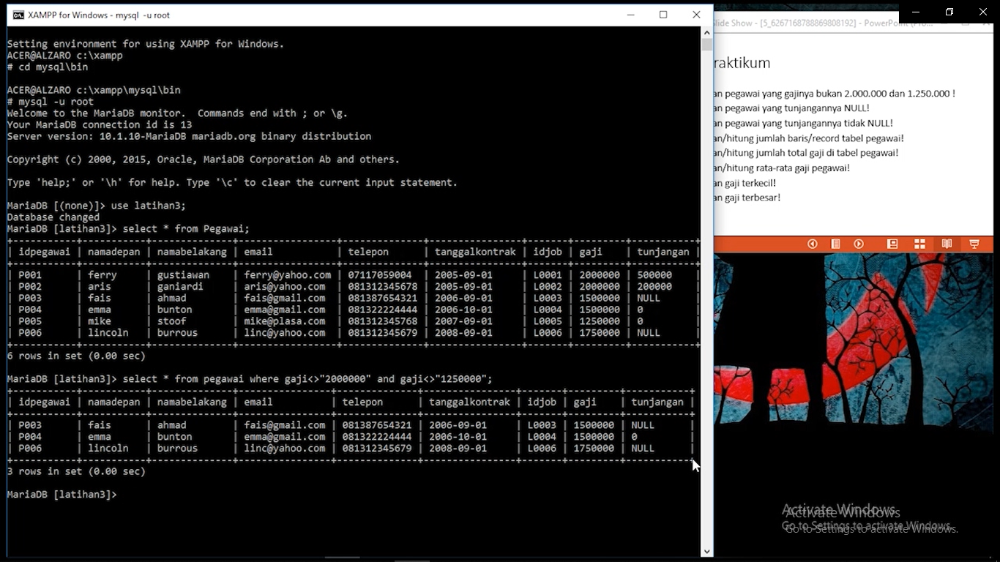 XAMPP for Windows - mysql -u root
Setting environment for using XAMPP for Windows.
ACER@ALZARO c:\xampp
# cd mysql\bin
ACER@ALZARO c:\xampp\mysql\bin
# mysql -u root
Welcome to the MariaDB monitor.  Commands end with ; or \g.
Your MariaDB connection id is 13
Server version: 10.1.10-MariaDB mariadb.org binary distribution
Copyright (c) 2000, 2015, Oracle, MariaDB Corporation Ab and others.
Type 'help;' or '\h' for help. Type '\c' to clear the current input statement.
MariaDB [(none)]> use latihan3;
Database changed
MariaDB [latihan3]> select * from Pegawai;
| idpegawai | namadepan | namabelakang | email | telepon | tanggalkontrak | idjob | gaji | tunjangan |
| P001 | ferry | gustiawan | ferry@yahoo.com | 07117059004 | 2005-09-01 | L0001 | 2000000 | 500000 |
| P002 | aris | ganiardi | aris@yahoo.com | 081312345678 | 2005-09-01 | L0002 | 2000000 | 200000 |
| P003 | fais | ahmad | fais@gmail.com | 081387654321 | 2006-09-01 | L0003 | 1500000 | NULL |
| P004 | emma | bunton | emma@gmail.com | 081322224444 | 2006-10-01 | L0004 | 1500000 | 0 |
| P005 | mike | stoof | mike@plasa.com | 081312345768 | 2007-09-01 | L0005 | 1250000 | 0 |
| P006 | lincoln | burrous | linc@yahoo.com | 081312345679 | 2008-09-01 | L0006 | 1750000 | NULL |
6 rows in set (0.00 sec)
MariaDB [latihan3]> select * from pegawai where gaji<>"2000000" and gaji<>"1250000";
| idpegawai | namadepan | namabelakang | email | telepon | tanggalkontrak | idjob | gaji | tunjangan |
| P003 | fais | ahmad | fais@gmail.com | 081387654321 | 2006-09-01 | L0003 | 1500000 | NULL |
| P004 | emma | bunton | emma@gmail.com | 081322224444 | 2006-10-01 | L0004 | 1500000 | 0 |
| P006 | lincoln | burrous | linc@yahoo.com | 081312345679 | 2008-09-01 | L0006 | 1750000 | NULL |
3 rows in set (0.00 sec)
MariaDB [latihan3]>
lide Show - [5_6267168788869808192] - PowerPoint
raktikum
an pegawai yang gajinya bukan 2.000.000 dan 1.250.000 !
an pegawai yang tunjangannya NULL!
an pegawai yang tunjangannya tidak NULL!
an/hitung jumlah baris/record tabel pegawai!
an/hitung jumlah total gaji di tabel pegawai!
an/hitung rata-rata gaji pegawai!
an gaji terkecil!
an gaji terbesar!
Activate Windows
Go to Settings to activate Windows.
Activate Windows
Go to Settings to activate Windows.